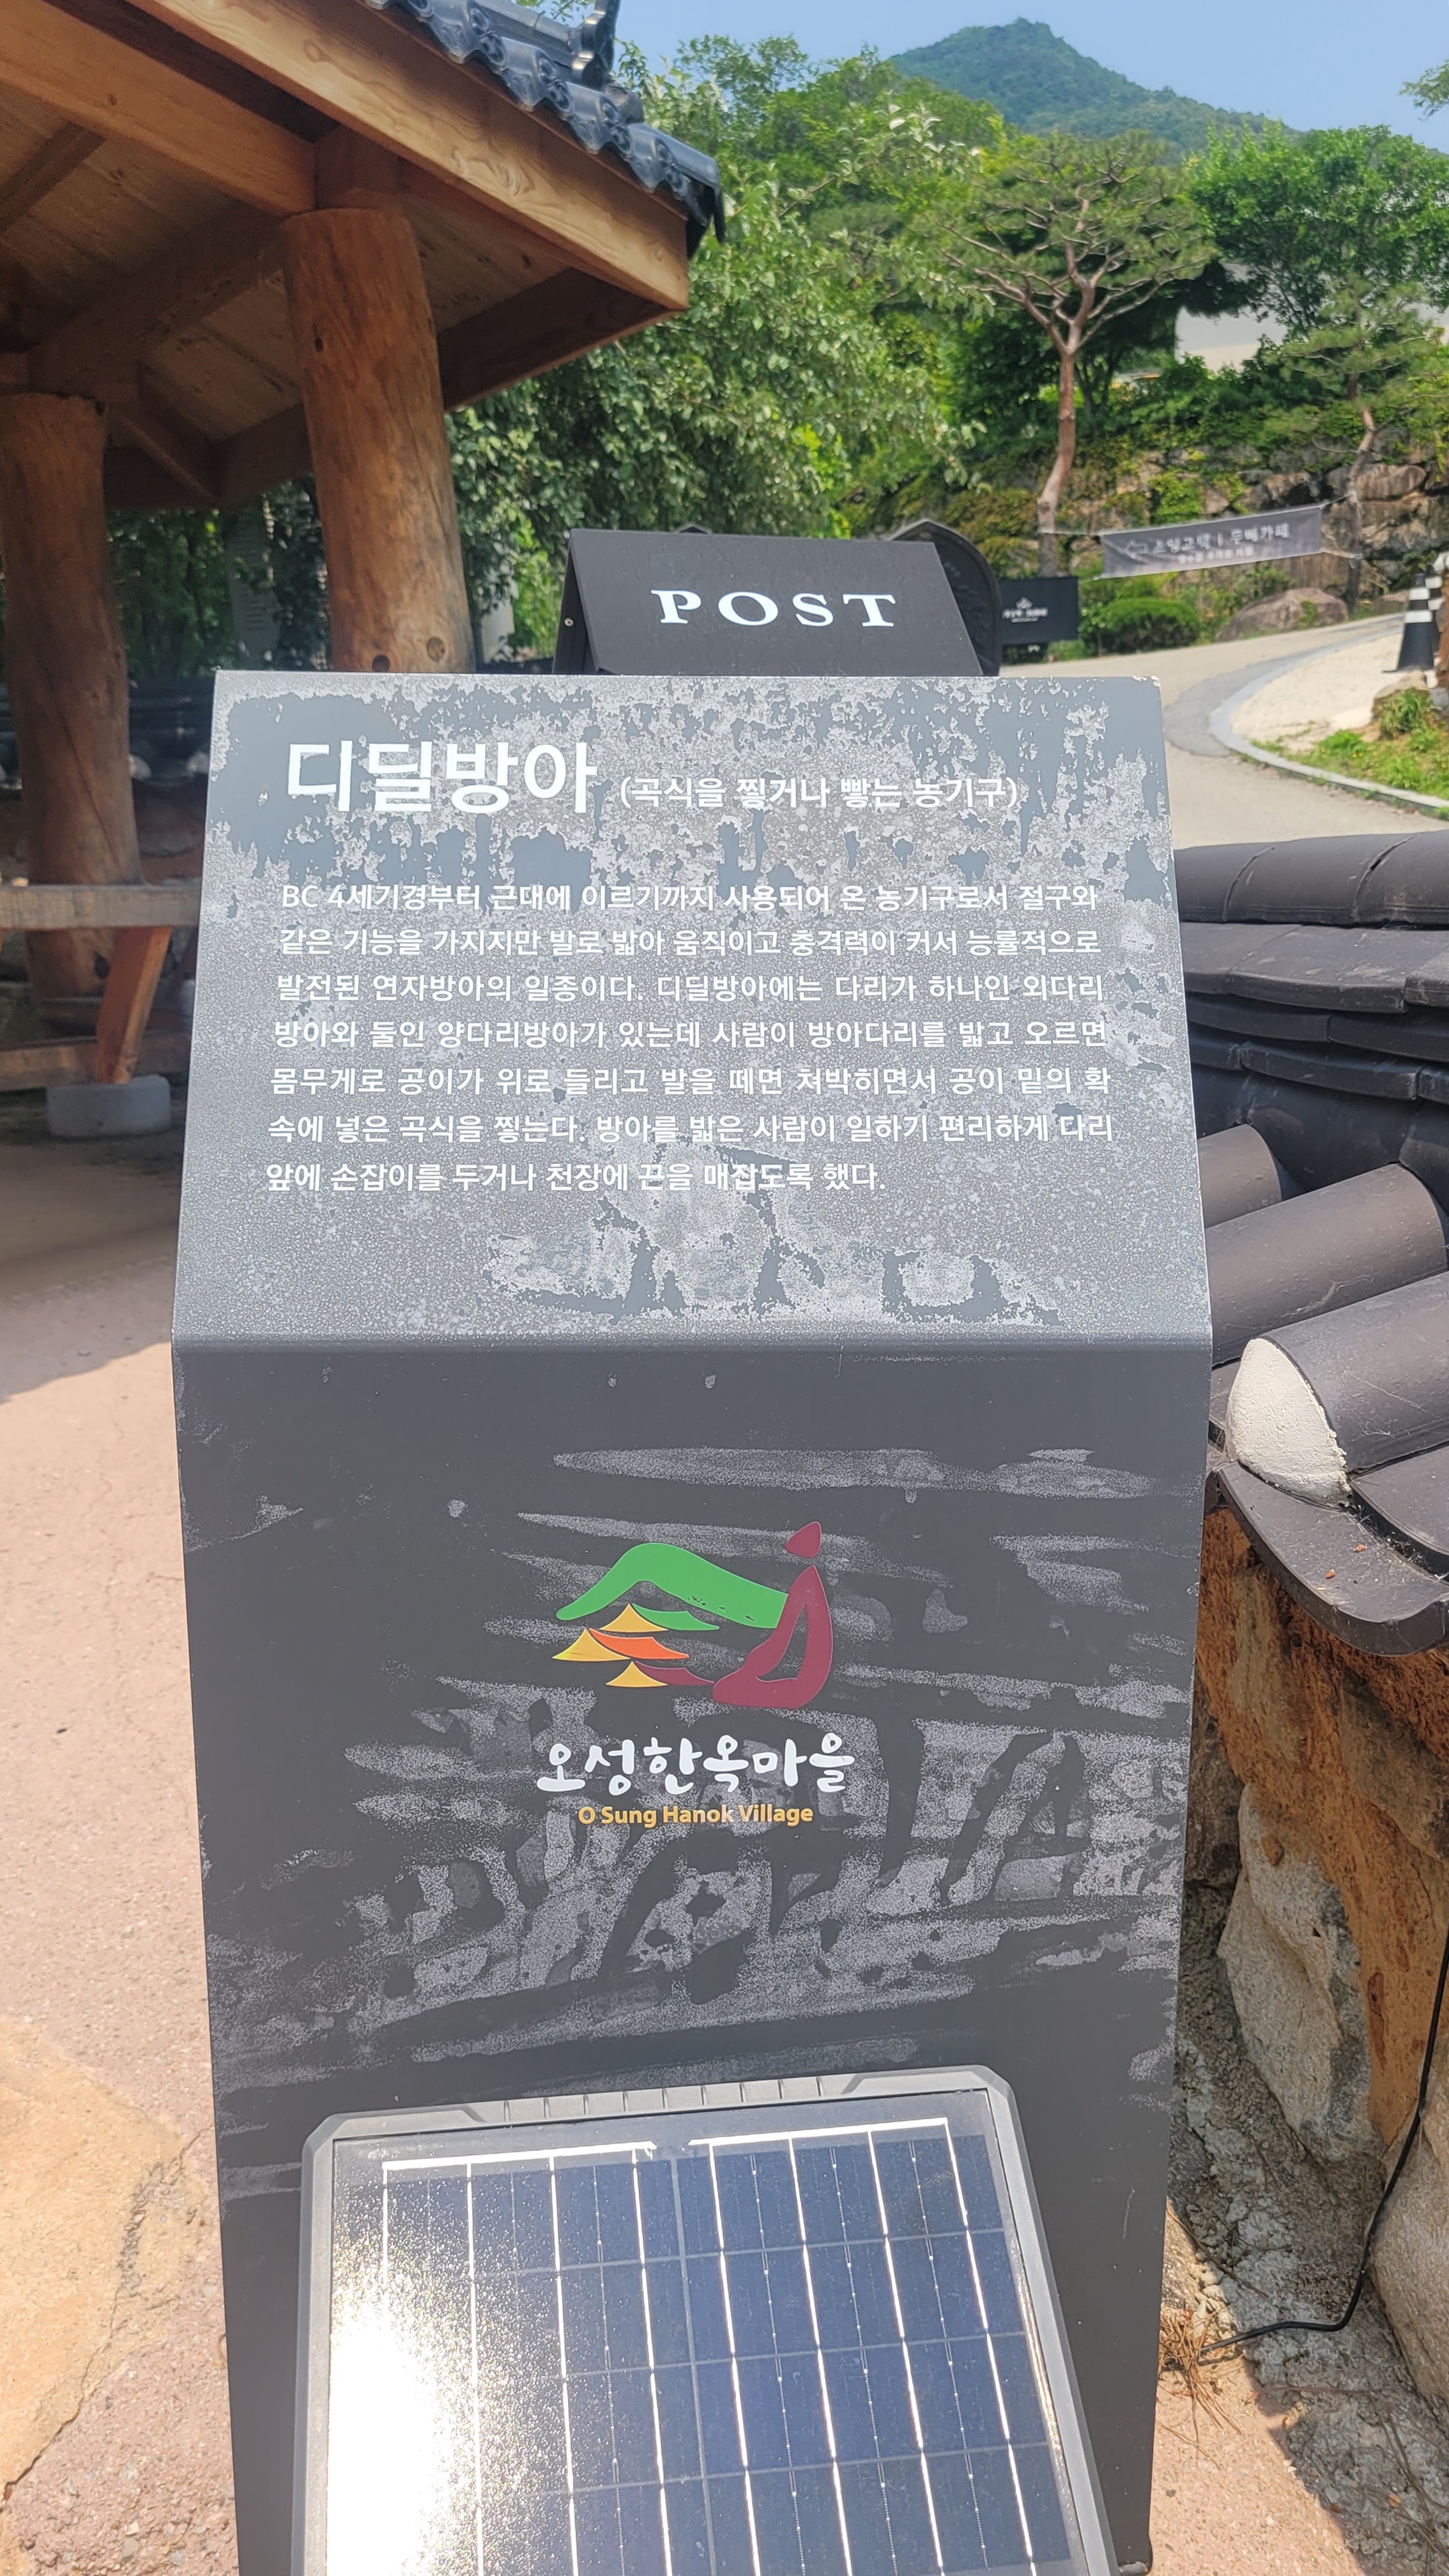 POST
디딜방아 (곡식을 찧거나 빻는 농기구)
BC 4세기경부터 근대에 이르기까지 사용되어 온 농기구로서 절구와
같은 기능을 가지지만 발로 밟아 움직이고 충격력이 커서 능률적으로
발전된 연자방아의 일종이다. 디딜방아에는 다리가 하나인 외다리
방아와 둘인 양다리방아가 있는데 사람이 방아다리를 밟고 오르면
몸무게로 공이가 위로 들리고 발을 떼면 쳐박히면서 공이 밑의 확
속에 넣은 곡식을 찧는다. 방아를 밟은 사람이 일하기 편리하게 다리
앞에 손잡이를 두거나 천장에 끈을 매잡도록 했다.
오성한옥마을
O Sung Hanok Village